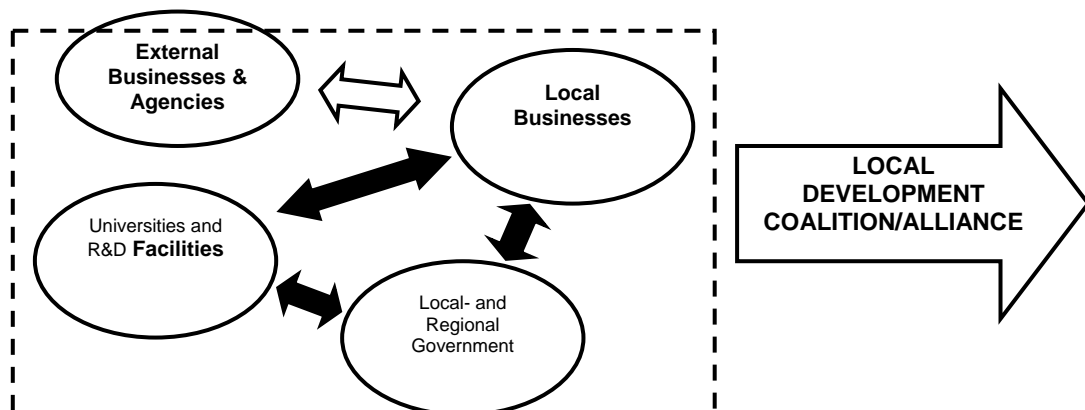 External
Businesses &
Agencies
Local
Businesses
Universities and
R&D Facilities
Local- and
Regional
Government
LOCAL
DEVELOPMENT
COALITION/ALLIANCE